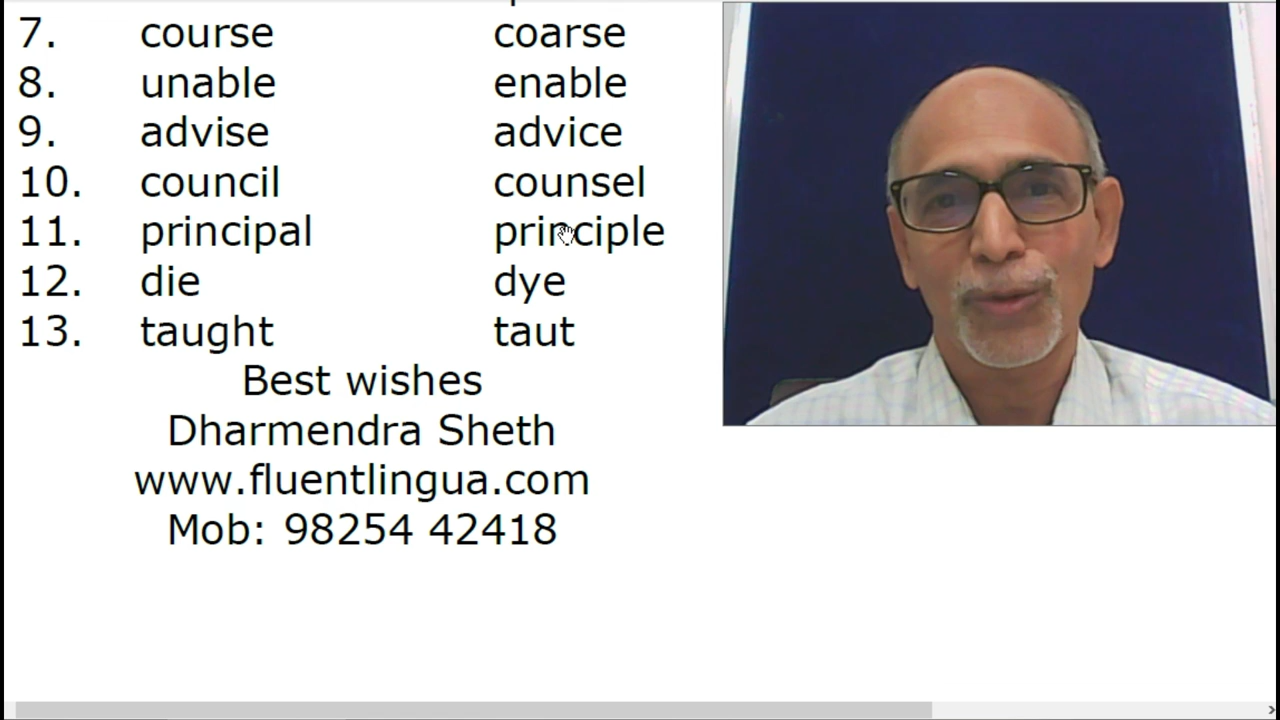 7. course coarse
8. unable enable
9. advise advice
10. council counsel
11. principal principle
12. die dye
13. taught taut
Best wishes
Dharmendra Sheth
www.fluentlingua.com
Mob: 98254 42418